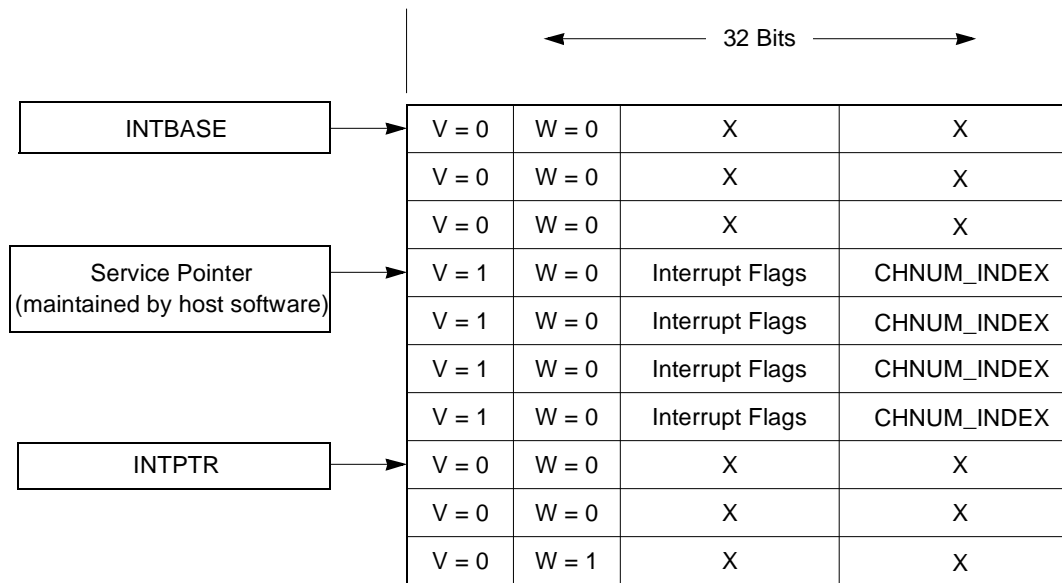 32 Bits
INTBASE V = 0 W = 0 X X
V = 0 W = 0 X X
V = 0 W = 0 X X
Service Pointer V = 1 W = 0 Interrupt Flags CHNUM_INDEX
(maintained by host software)
V = 1 W = 0 Interrupt Flags CHNUM_INDEX
V = 1 W = 0 Interrupt Flags CHNUM_INDEX
V = 1 W = 0 Interrupt Flags CHNUM_INDEX
INTPTR V = 0 W = 0 X X
V = 0 W = 0 X X
V = 0 W = 1 X X